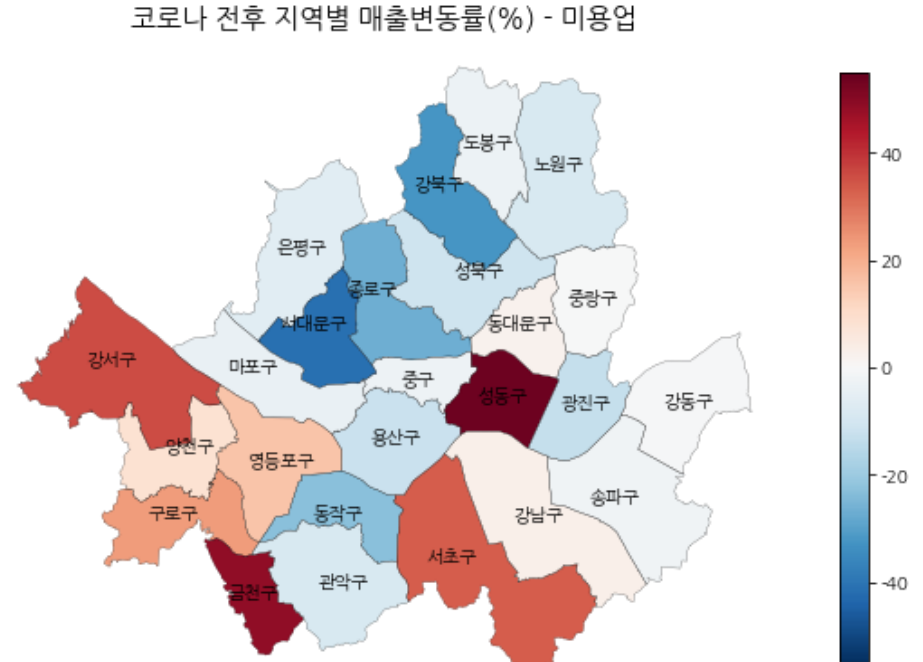 코로나 전후 지역별 매출변동률(%) - 미용업
도봉구
노원구
강북구
은평구
성북구
종로구
중랑구
서대문구
동대문구
강서구
마포구
중구
성동구
광진구
강동구
양천구
영등포구
용산구
송파구
구로구
동작구
강남구
서초구
관악구
금천구
40
20
0
-20
-40